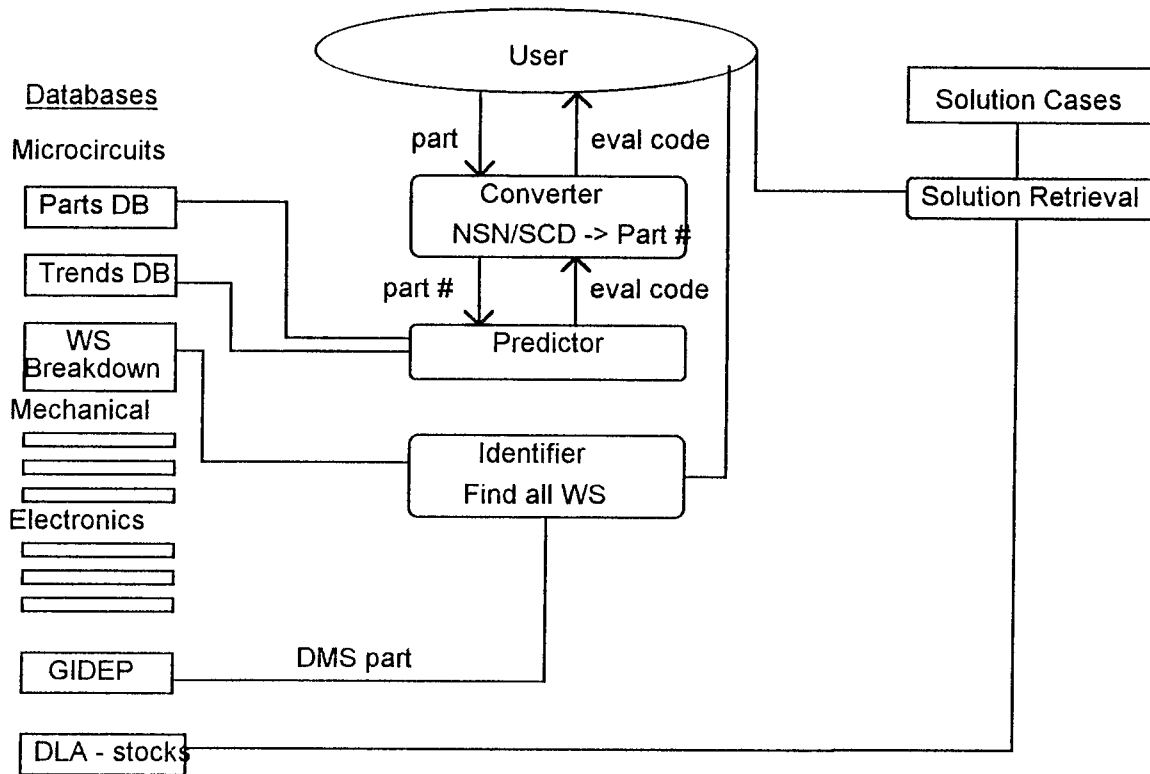 User
Databases
Solution Cases
part
eval code
Microcircuits
Converter
Solution Retrieval
Parts DB
NSN/SCD -> Part #
Trends DB
part #
eval code
WS
Breakdown
Predictor
Mechanical
Identifier
Find all WS
Electronics
GIDEP
DMS part
DLA - stocks